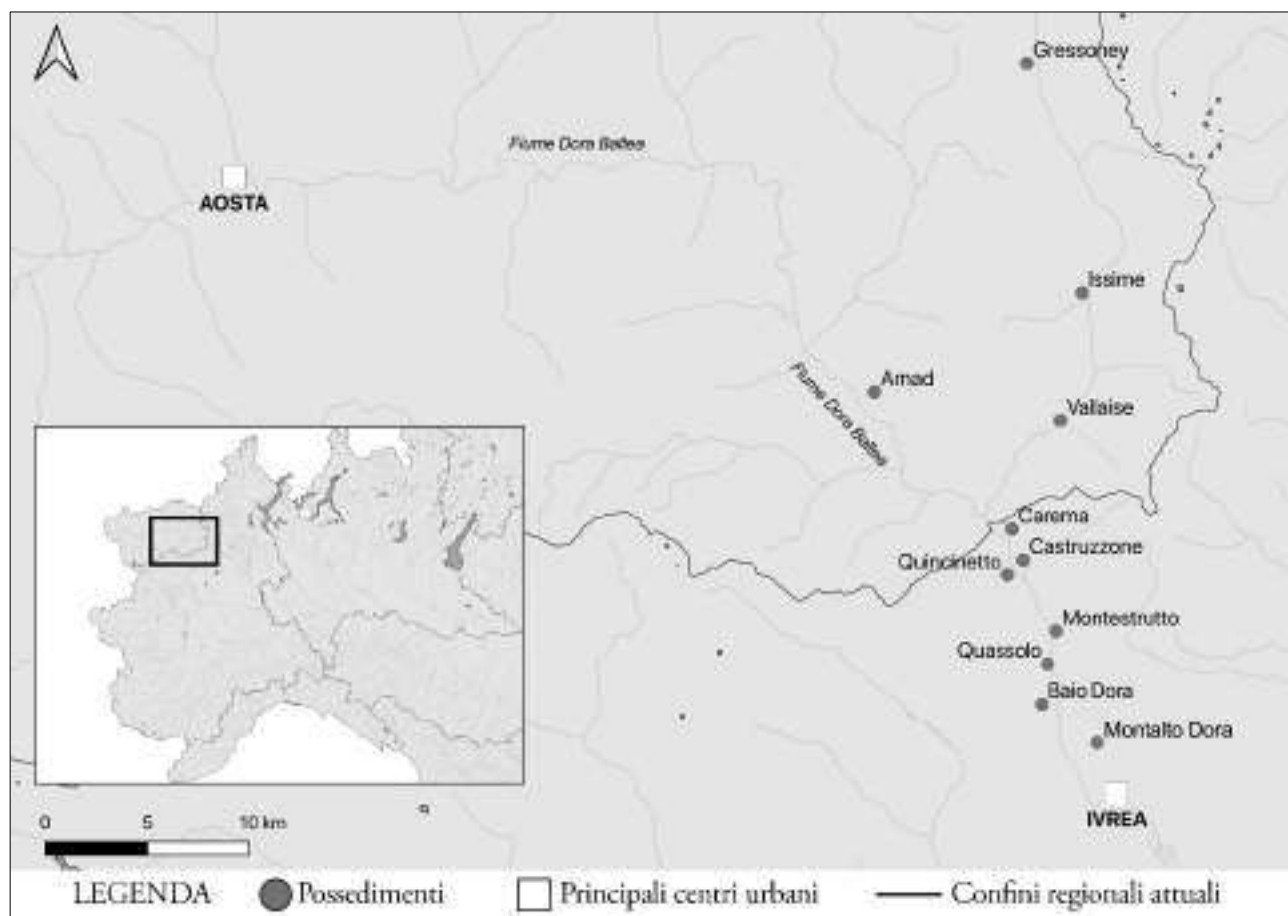 Gressoney
Fiume Dora Baltea
AOSTA
Issime
Arnad
Fiume Dora Baltea
Vallaise
Carema
Castruzzone
Quincinetto
Montestrutto
Quassolo
Baio Dora
Montalto Dora
IVREA
0 5 10 km
LEGENDA Possedimenti Principali centri urbani Confini regionali attuali